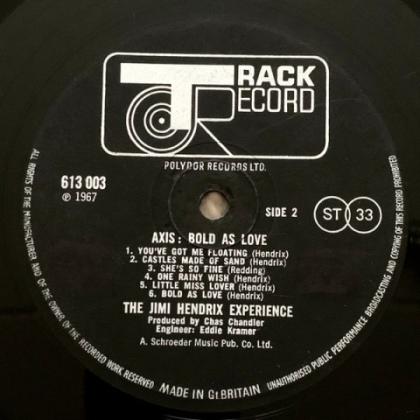 TRACK
RECORD
POLYDOR RECORDS LTD.
613 003
℗ 1967
SIDE 2
ST 33
AXIS: BOLD AS LOVE
1. YOU'VE GOT ME FLOATING (Hendrix)
2. CASTLES MADE OF SAND (Hendrix)
3. SHE'S SO FINE (Redding)
4. ONE RAINY WISH (Hendrix)
5. LITTLE MISS LOVER (Hendrix)
6. BOLD AS LOVE (Hendrix)
THE JIMI HENDRIX EXPERIENCE
Produced by Chas Chandler
Engineer: Eddie Kramer
A. Schroeder Music Pub. Co. Ltd.
ALL RIGHTS OF THE MANUFACTURER AND OF THE OWNER OF THE RECORDED WORK RESERVED
MADE IN Gt.BRITAIN
UNAUTHORISED PUBLIC PERFORMANCE BROADCASTING AND COPYING OF THIS RECORD PROHIBITED